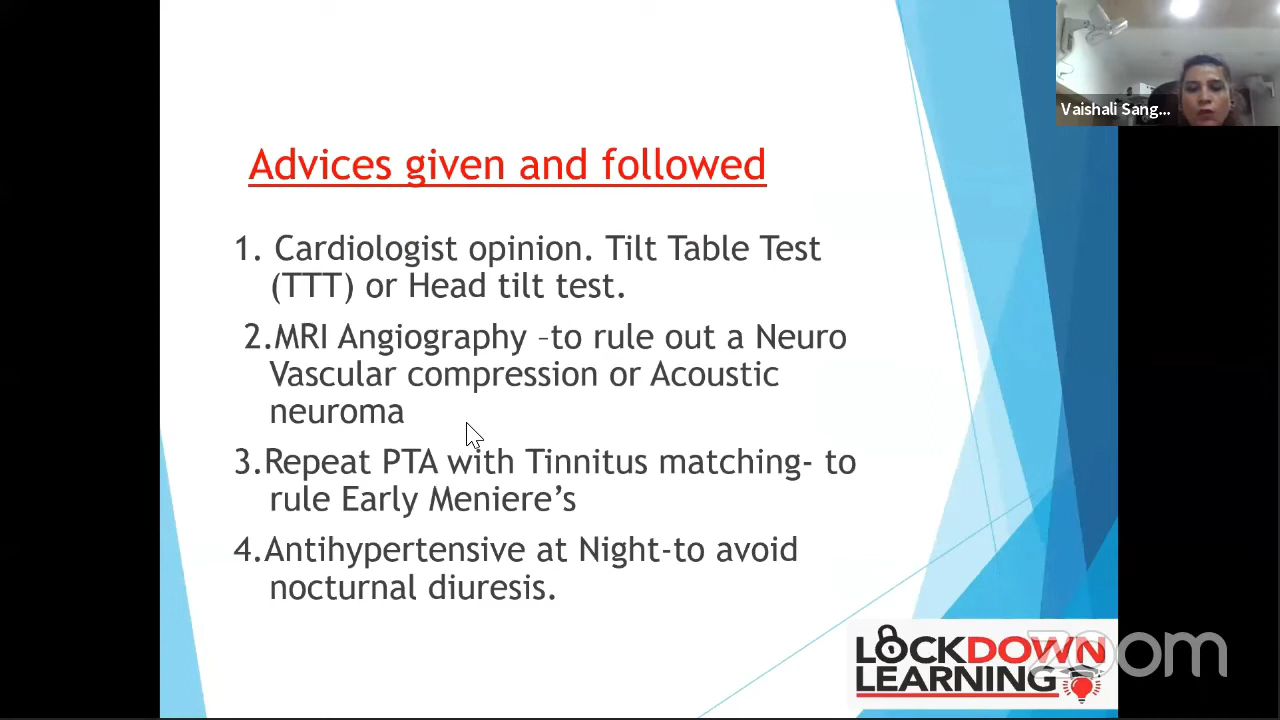 Vaishali Sang...
Advices given and followed
1. Cardiologist opinion. Tilt Table Test
(TTT) or Head tilt test.
2.MRI Angiography –to rule out a Neuro
Vascular compression or Acoustic
neuroma
3.Repeat PTA with Tinnitus matching- to
rule Early Meniere’s
4.Antihypertensive at Night-to avoid
nocturnal diuresis.
LOCKDOWN
LEARNING
zoom